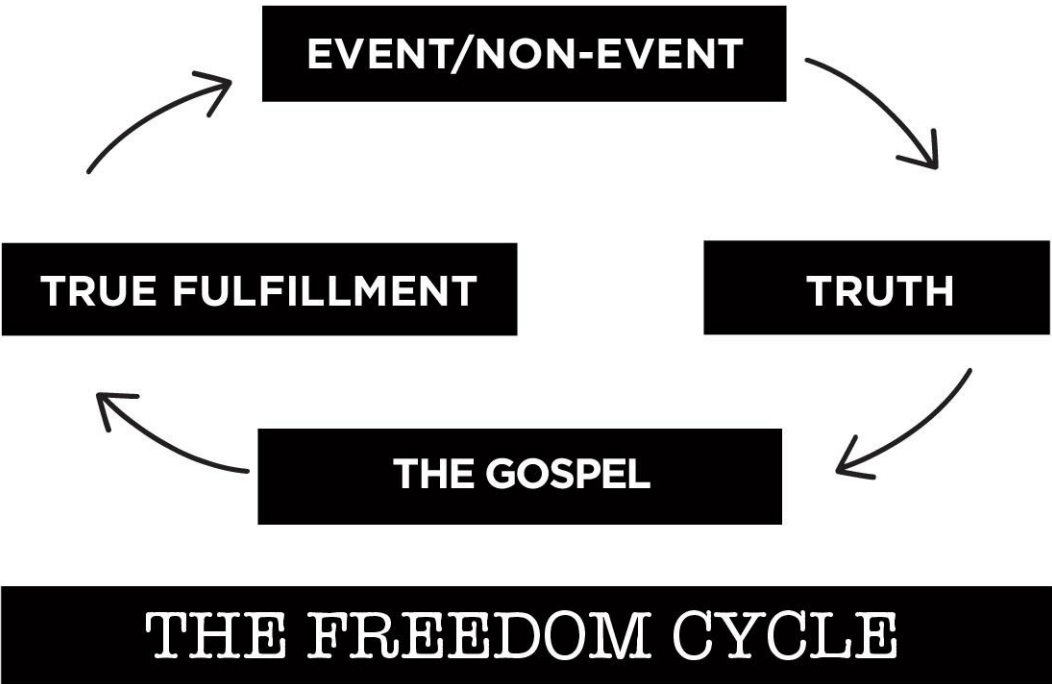 EVENT/NON-EVENT
TRUE FULFILLMENT
TRUTH
THE GOSPEL
THE FREEDOM CYCLE